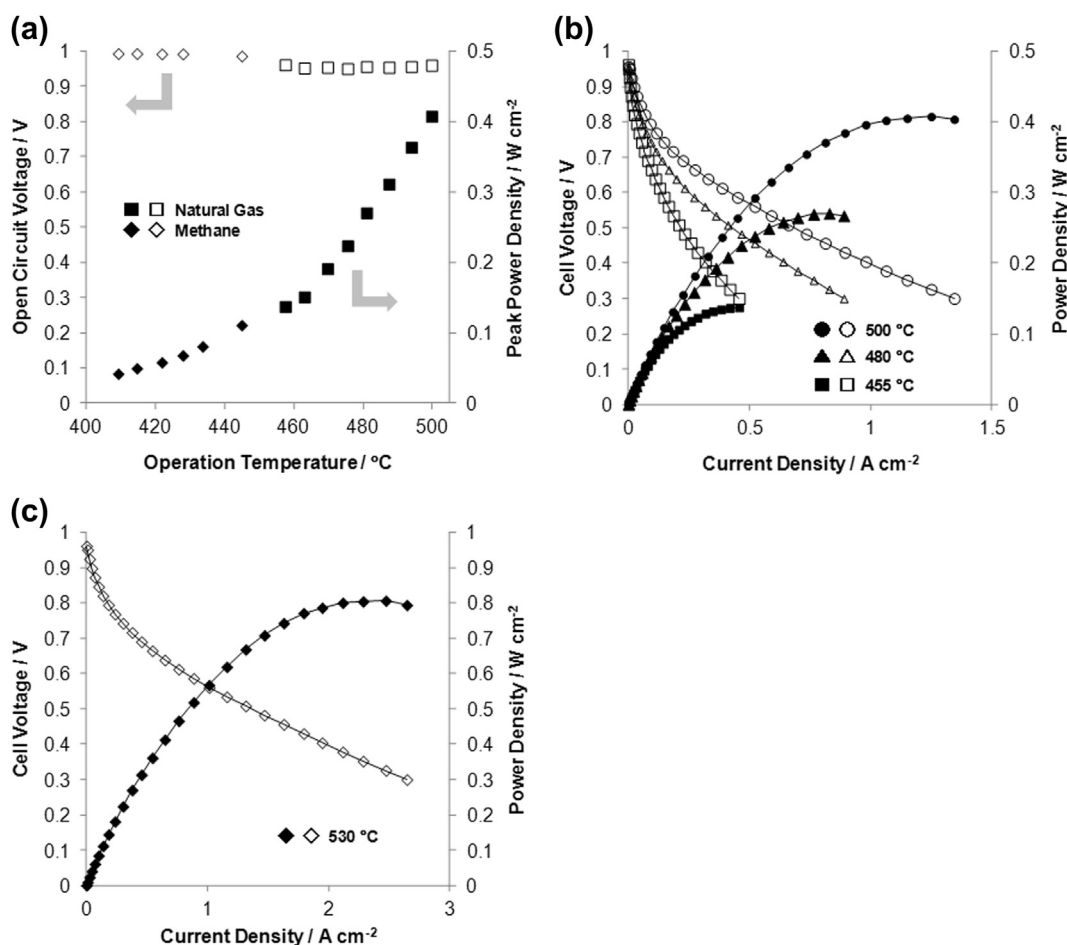 (a)
1
0.9
0.8
0.7
0.6
0.5
0.4
0.3
0.2
0.1
0
Open Circuit Voltage / V
0.5
0.4
0.3
0.2
0.1
0
Peak Power Density / W cm-2
Natural Gas
Methane
400 420 440 460 480 500
Operation Temperature / ºC
(b)
1
0.9
0.8
0.7
0.6
0.5
0.4
0.3
0.2
0.1
0
Cell Voltage / V
0.5
0.4
0.3
0.2
0.1
0
Power Density / W cm-2
500 °C
480 °C
455 °C
0 0.5 1 1.5
Current Density / A cm-2
(c)
1
0.9
0.8
0.7
0.6
0.5
0.4
0.3
0.2
0.1
0
Cell Voltage / V
1
0.9
0.8
0.7
0.6
0.5
0.4
0.3
0.2
0.1
0
Power Density / W cm-2
530 °C
0 1 2 3
Current Density / A cm-2